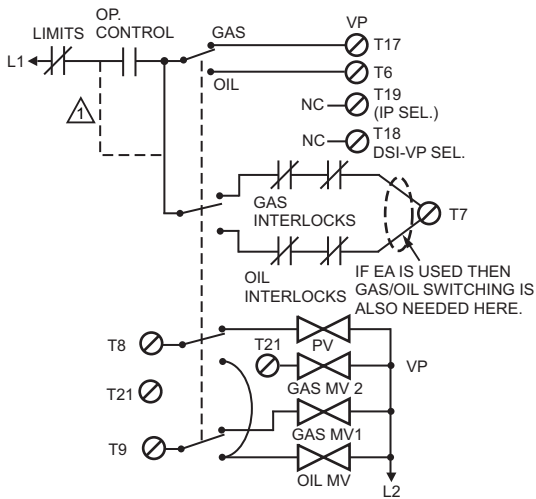 OP.
CONTROL
LIMITS
L1
GAS
VP
T17
OIL
T6
NC
T19
(IP SEL.)
NC
T18
DSI-VP SEL.
1
GAS
INTERLOCKS
T7
OIL
INTERLOCKS
IF EA IS USED THEN
GAS/OIL SWITCHING IS
ALSO NEEDED HERE.
T8
PV
T21
VP
GAS MV 2
T21
GAS MV1
T9
OIL MV
L2